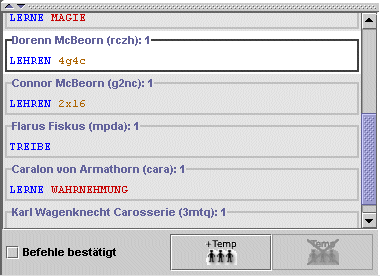 LERNE MAGIE
Dorenn McBeorn (rczh): 1
LEHREN 4g4c
Connor McBeorn (g2nc): 1
LEHREN 2x16
Flarus Fiskus (mpda): 1
TREIBE
Caralon von Armathorn (cara): 1
LERNE WAHRNEHMUNG
Karl Wagenknecht Carosserie (3mtq): 1
Befehle bestätigt
+Temp
Temp